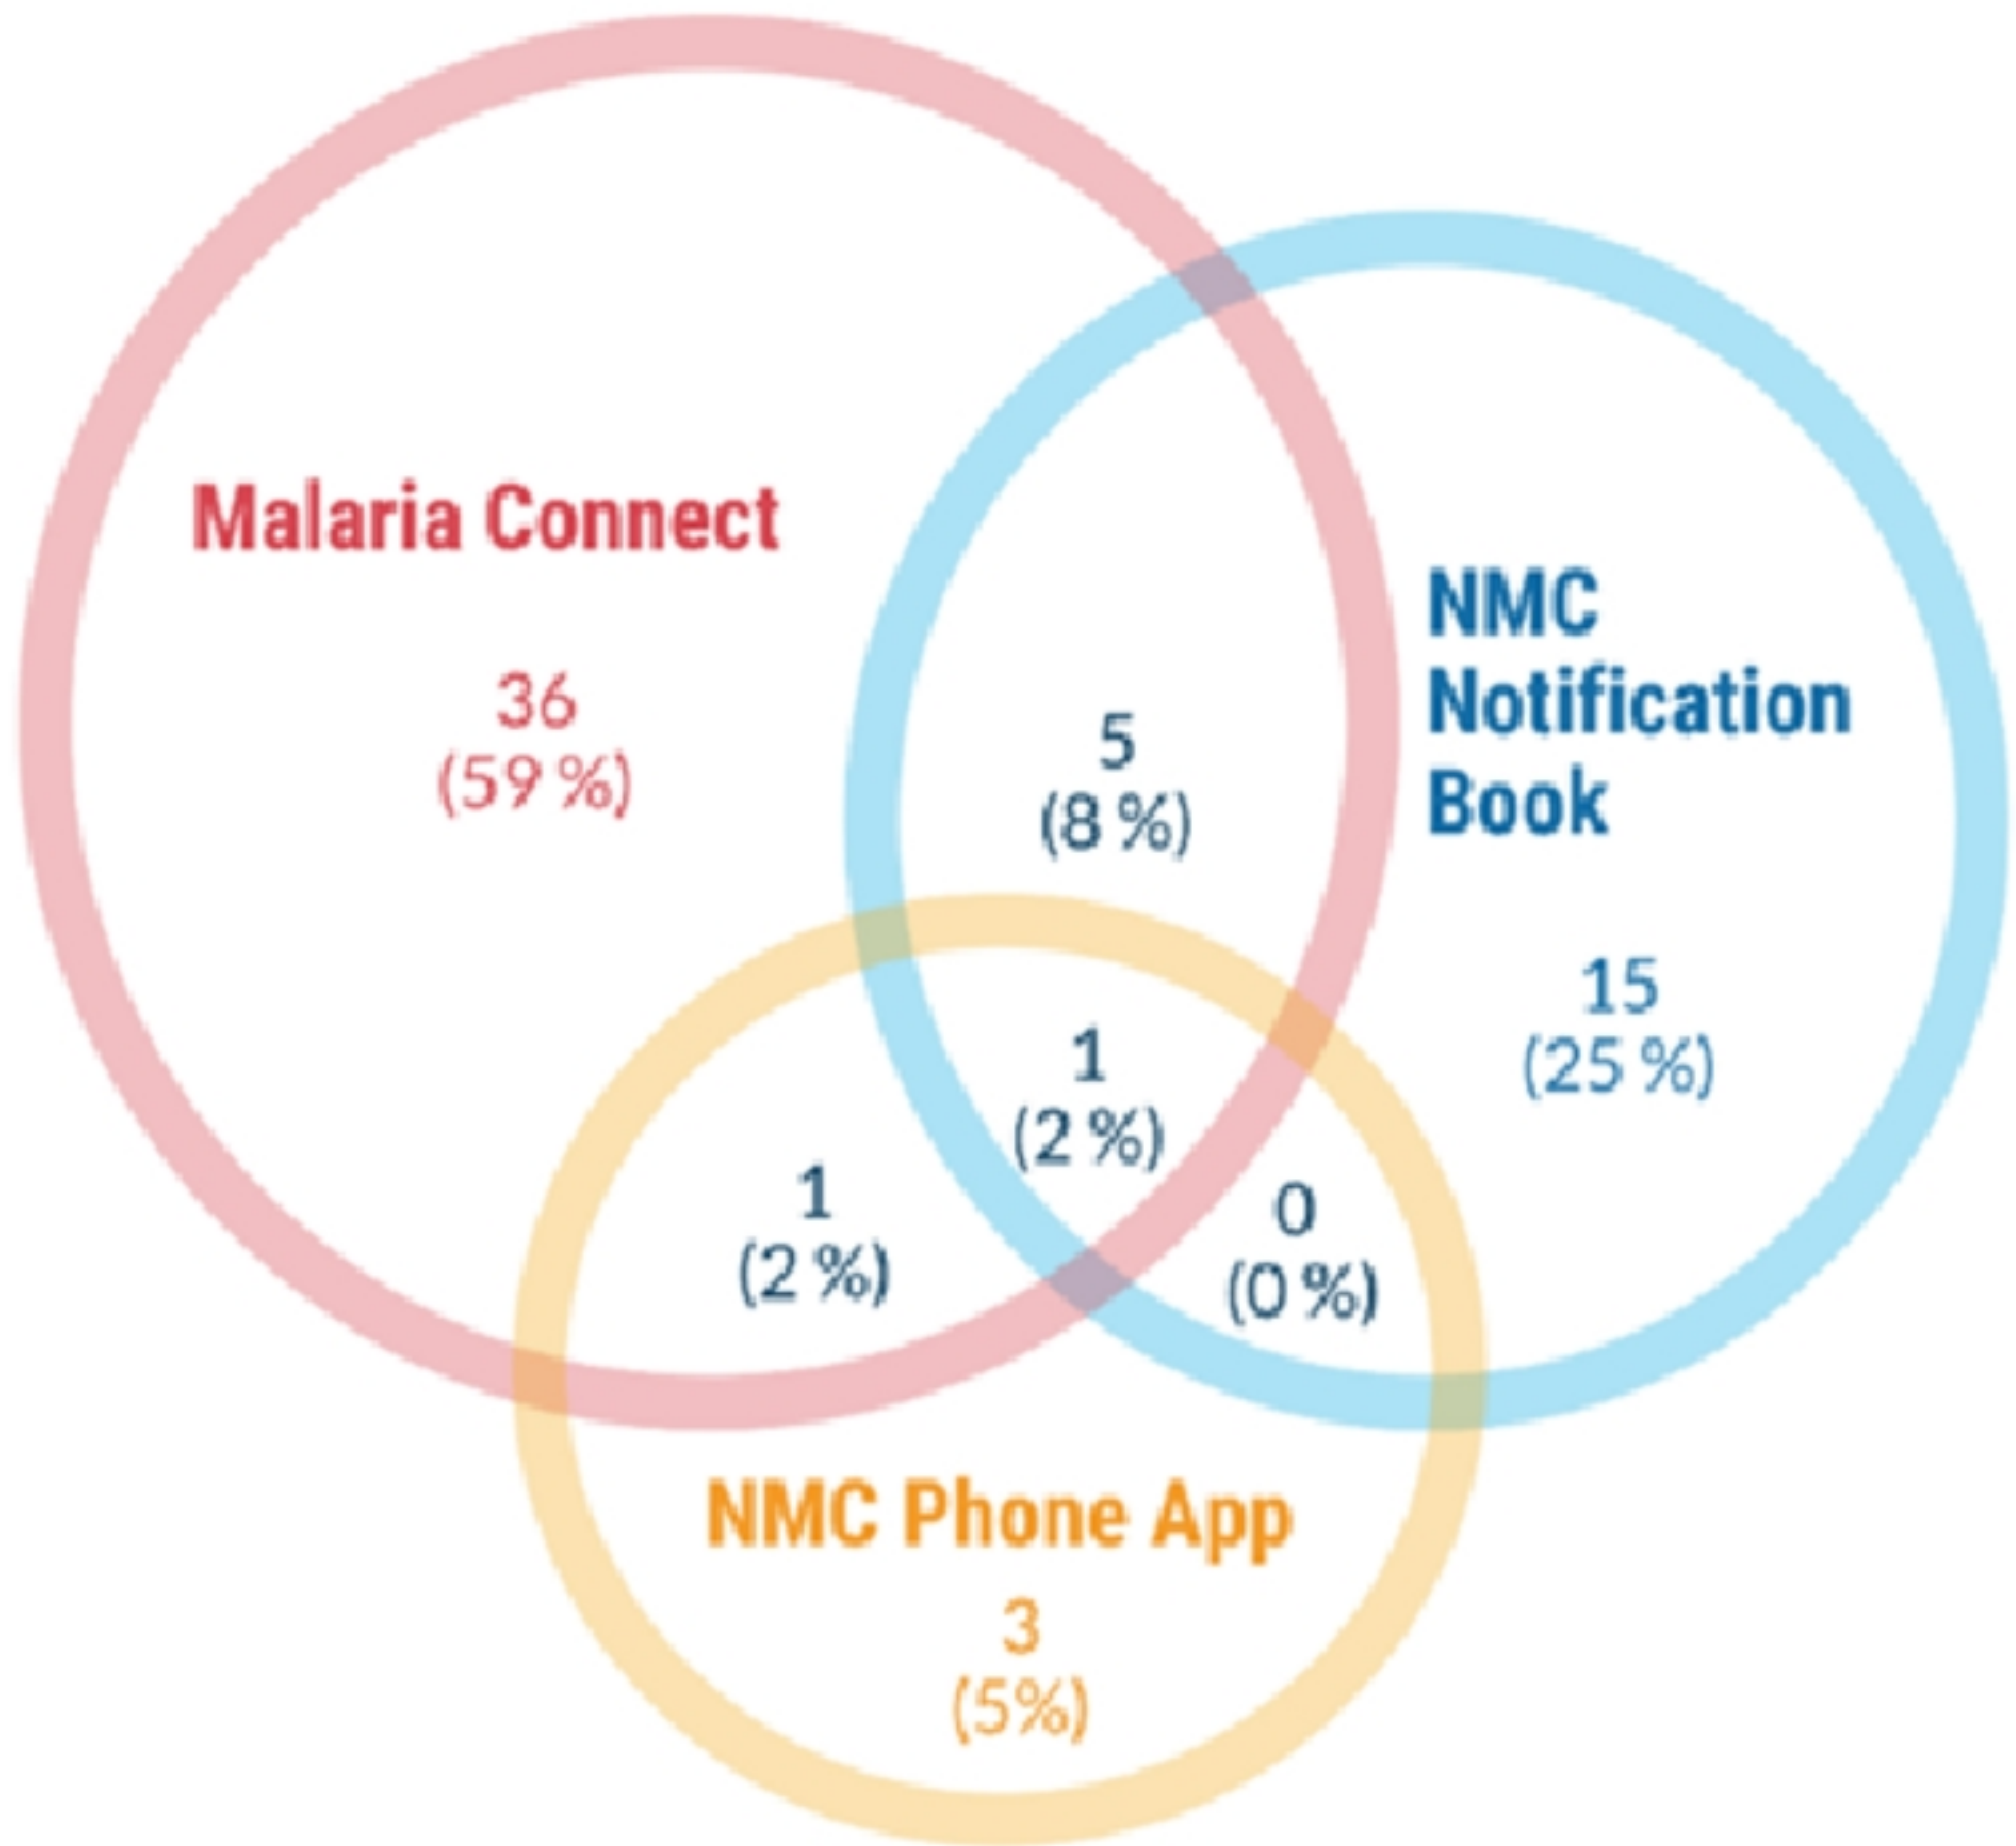 Malaria Connect
36
(59 %)
5
(8 %)
NMC
Notification
Book
15
(25 %)
1
(2 %)
1
(2 %)
0
(0 %)
NMC Phone App
3
(5%)